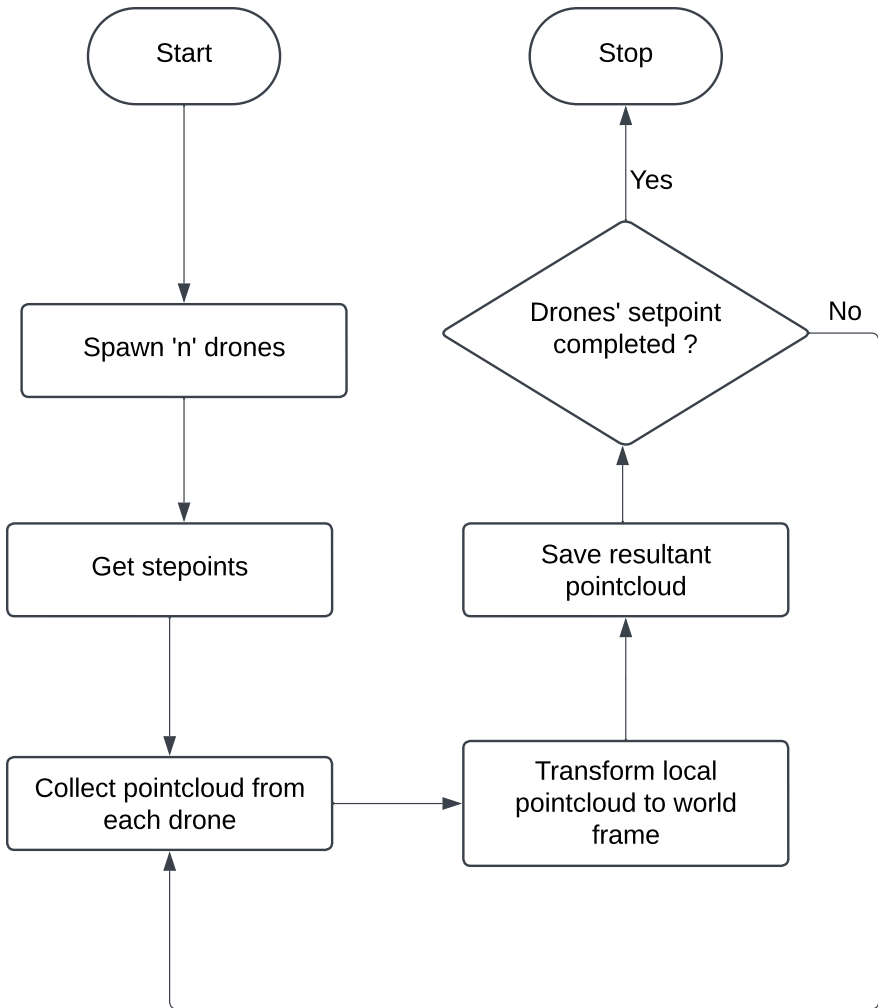 Start
Spawn 'n' drones
Get stepoints
Collect pointcloud from
each drone
Transform local
pointcloud to world
frame
Save resultant
pointcloud
Drones' setpoint
completed ?
No
Yes
Stop